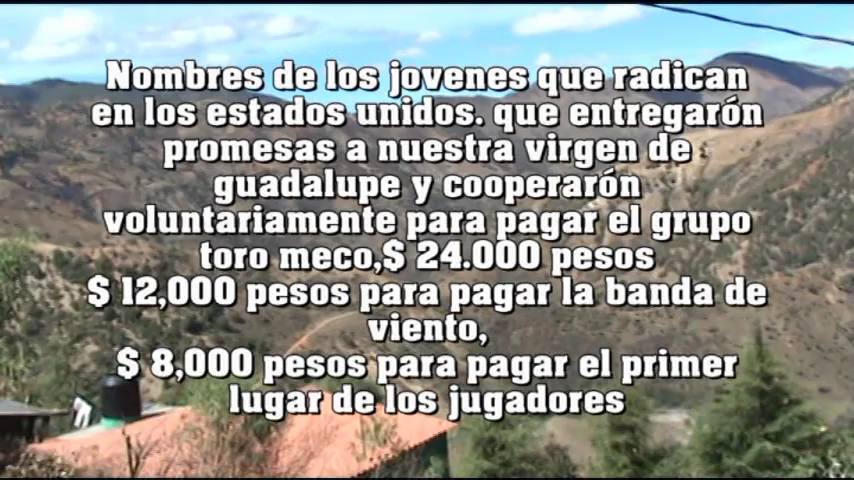 Nombres de los jovenes que radican
en los estados unidos. que entregarón
promesas a nuestra virgen de
guadalupe y cooperarón
voluntariamente para pagar el grupo
toro meco,$ 24.000 pesos
$ 12,000 pesos para pagar la banda de
viento,
$ 8,000 pesos para pagar el primer
lugar de los jugadores